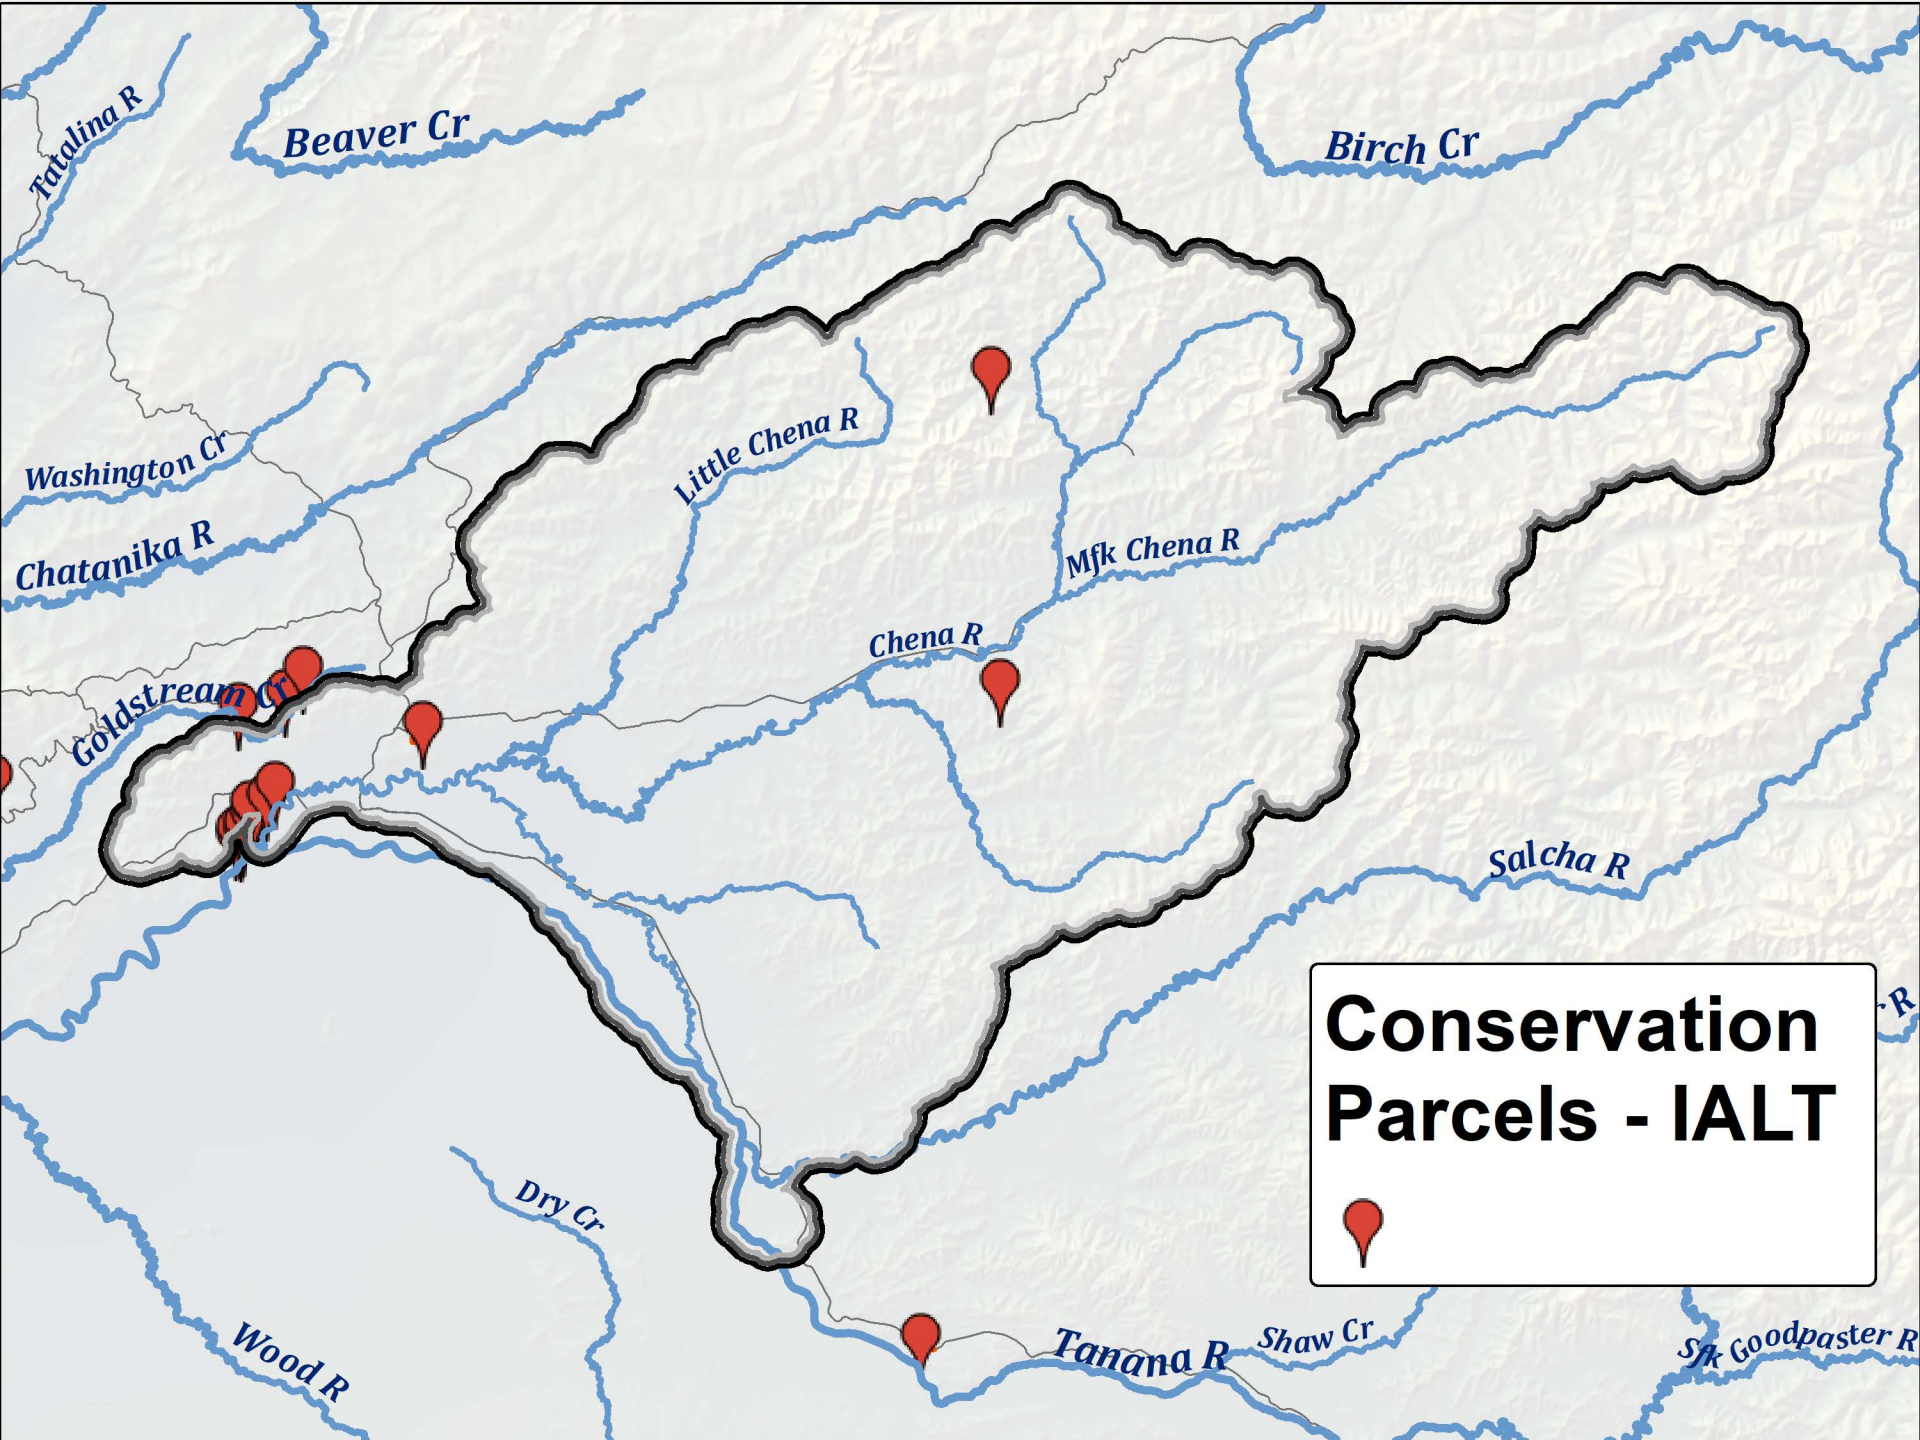 Tatalina R
Beaver Cr
Birch Cr
Little Chena R
Washington Cr
Chatanika R
Mfk Chena R
Chena R
Goldstream Cr
Salcha R
R
Conservation
Parcels - IALT
Dry Cr
Wood R
Tanana R
Shaw Cr
Sfk Goodpaster R